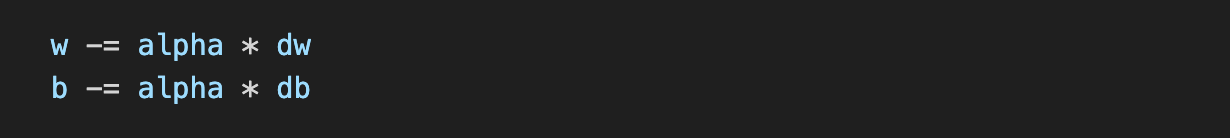 w -= alpha * dw
b -= alpha * db